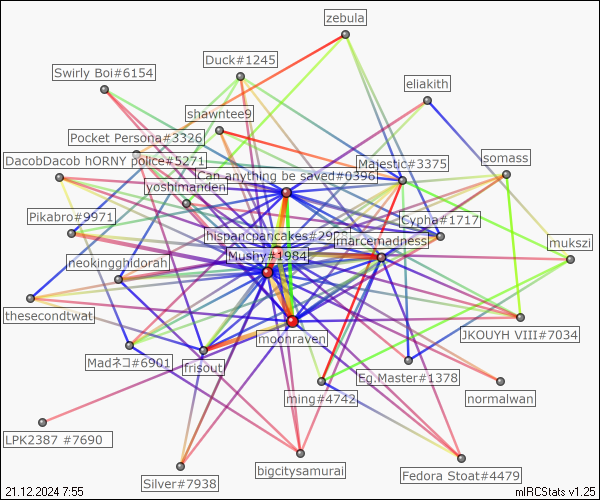 zebula
Duck#1245
Swirly Boi#6154
eliakith
shawntee9
Pocket Persona#3326
DacobDacob hORNY police#5271
Majestic#3375
somass
Can anything be saved#0396
yoshimanden
Pikabro#9971
Cypha#1717
hispancpancakes#29
marcemadness
mukszi
Mushy#1984
neokingghidorah
thesecondtwat
moonraven
JKOUYH VIII#7034
Madネコ#6901
frisout
Eg.Master#1378
ming#4742
normalwan
LPK2387 #7690
bigcitysamurai
Silver#7938
Fedora Stoat#4479
21.12.2024 7:55
mIRCStats v1.25